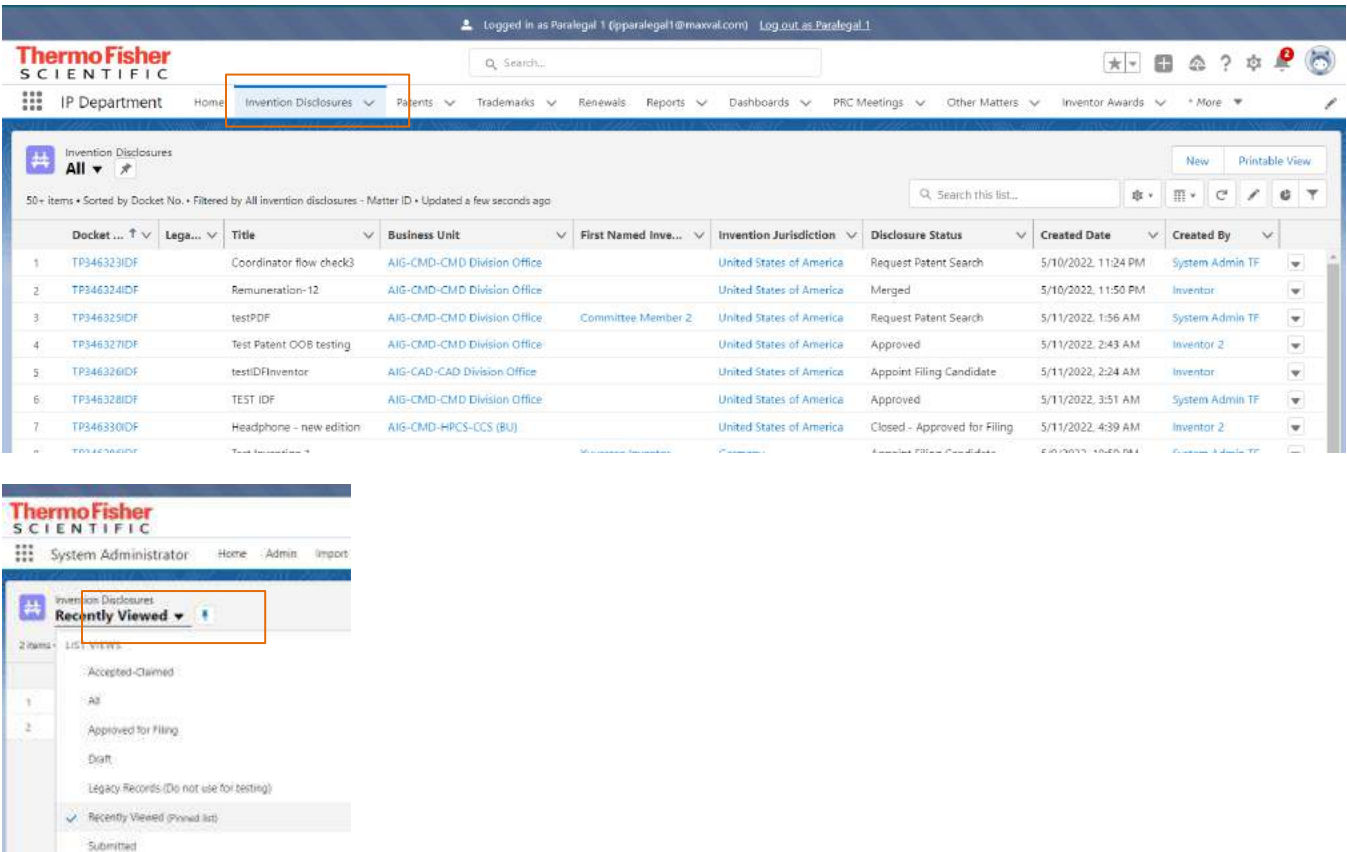 Logged in as Paralegal 1 (ipparalegal1@maxval.com) Log out as Paralegal 1
ThermoFisher
SCIENTIFIC
Search...
2
IP Department Home Invention Disclosures Patents Trademarks Renewals Reports Dashboards PRC Meetings Other Matters Inventor Awards * More
Invention Disclosures
All
New Printable View
50+ items • Sorted by Docket No. • Filtered by All invention disclosures - Matter ID • Updated a few seconds ago
Search this list...
Docket ... Lega... Title Business Unit First Named Inve... Invention Jurisdiction Disclosure Status Created Date Created By
1 TP346323IDF Coordinator flow check3 AIG-CMD-CMD Division Office United States of America Request Patent Search 5/10/2022, 11:24 PM System Admin TF
2 TP346324IDF Remuneration-12 AIG-CMD-CMD Division Office United States of America Merged 5/10/2022, 11:50 PM Inventor
3 TP346325IDF testPDF AIG-CMD-CMD Division Office Committee Member 2 United States of America Request Patent Search 5/11/2022, 1:56 AM System Admin TF
4 TP346327IDF Test Patent OOB testing AIG-CMD-CMD Division Office United States of America Approved 5/11/2022, 2:43 AM Inventor 2
5 TP346326IDF testIDFInventor AIG-CAD-CAD Division Office United States of America Appoint Filing Candidate 5/11/2022, 2:24 AM Inventor
6 TP346328IDF TEST IDF AIG-CMD-CMD Division Office United States of America Approved 5/11/2022, 3:51 AM System Admin TF
7 TP346330IDF Headphone - new edition AIG-CMD-HPCS-CCS (BU) United States of America Closed - Approved for Filing 5/11/2022, 4:39 AM Inventor 2
ThermoFisher
SCIENTIFIC
System Administrator Home Admin Import
Invention Disclosures
Recently Viewed
2 items LIST VIEWS
Accepted-Claimed
1 All
2 Approved for Filing
Draft
Legacy Records (Do not use for testing)
Recently Viewed (Pinned list)
Submitted